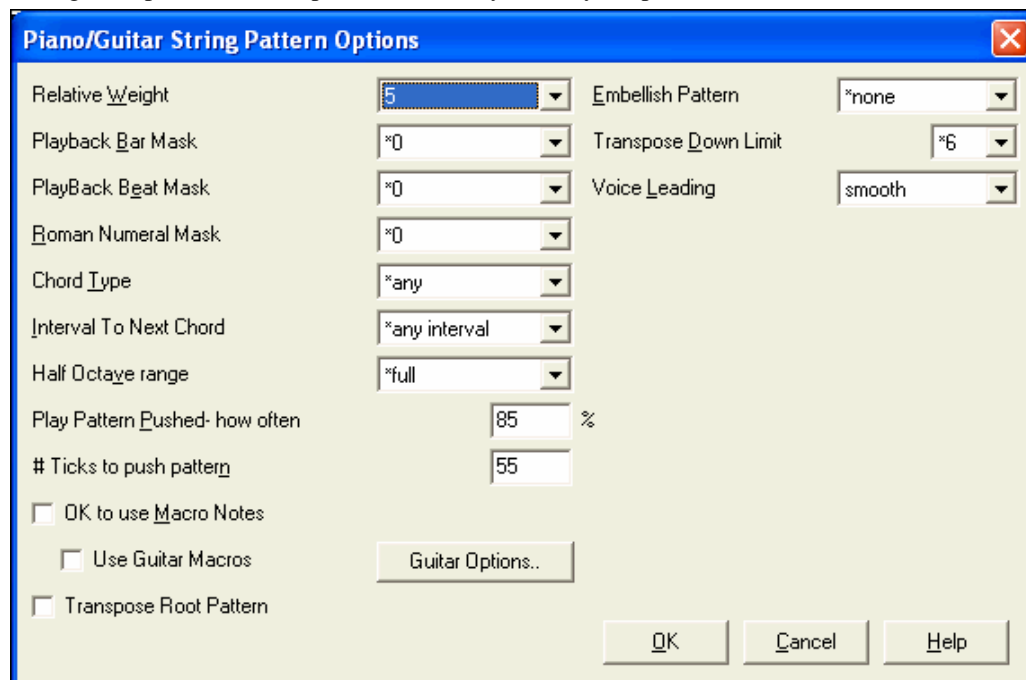 Piano/Guitar String Pattern Options
Relative Weight 5 Embellish Pattern *none
Playback Bar Mask *0 Transpose Down Limit *6
PlayBack Beat Mask *0 Voice Leading smooth
Roman Numeral Mask *0
Chord Type *any
Interval To Next Chord *any interval
Half Octave range *full
Play Pattern Pushed- how often 85 %
# Ticks to push pattern 55
OK to use Macro Notes
Use Guitar Macros Guitar Options..
Transpose Root Pattern
OK Cancel Help